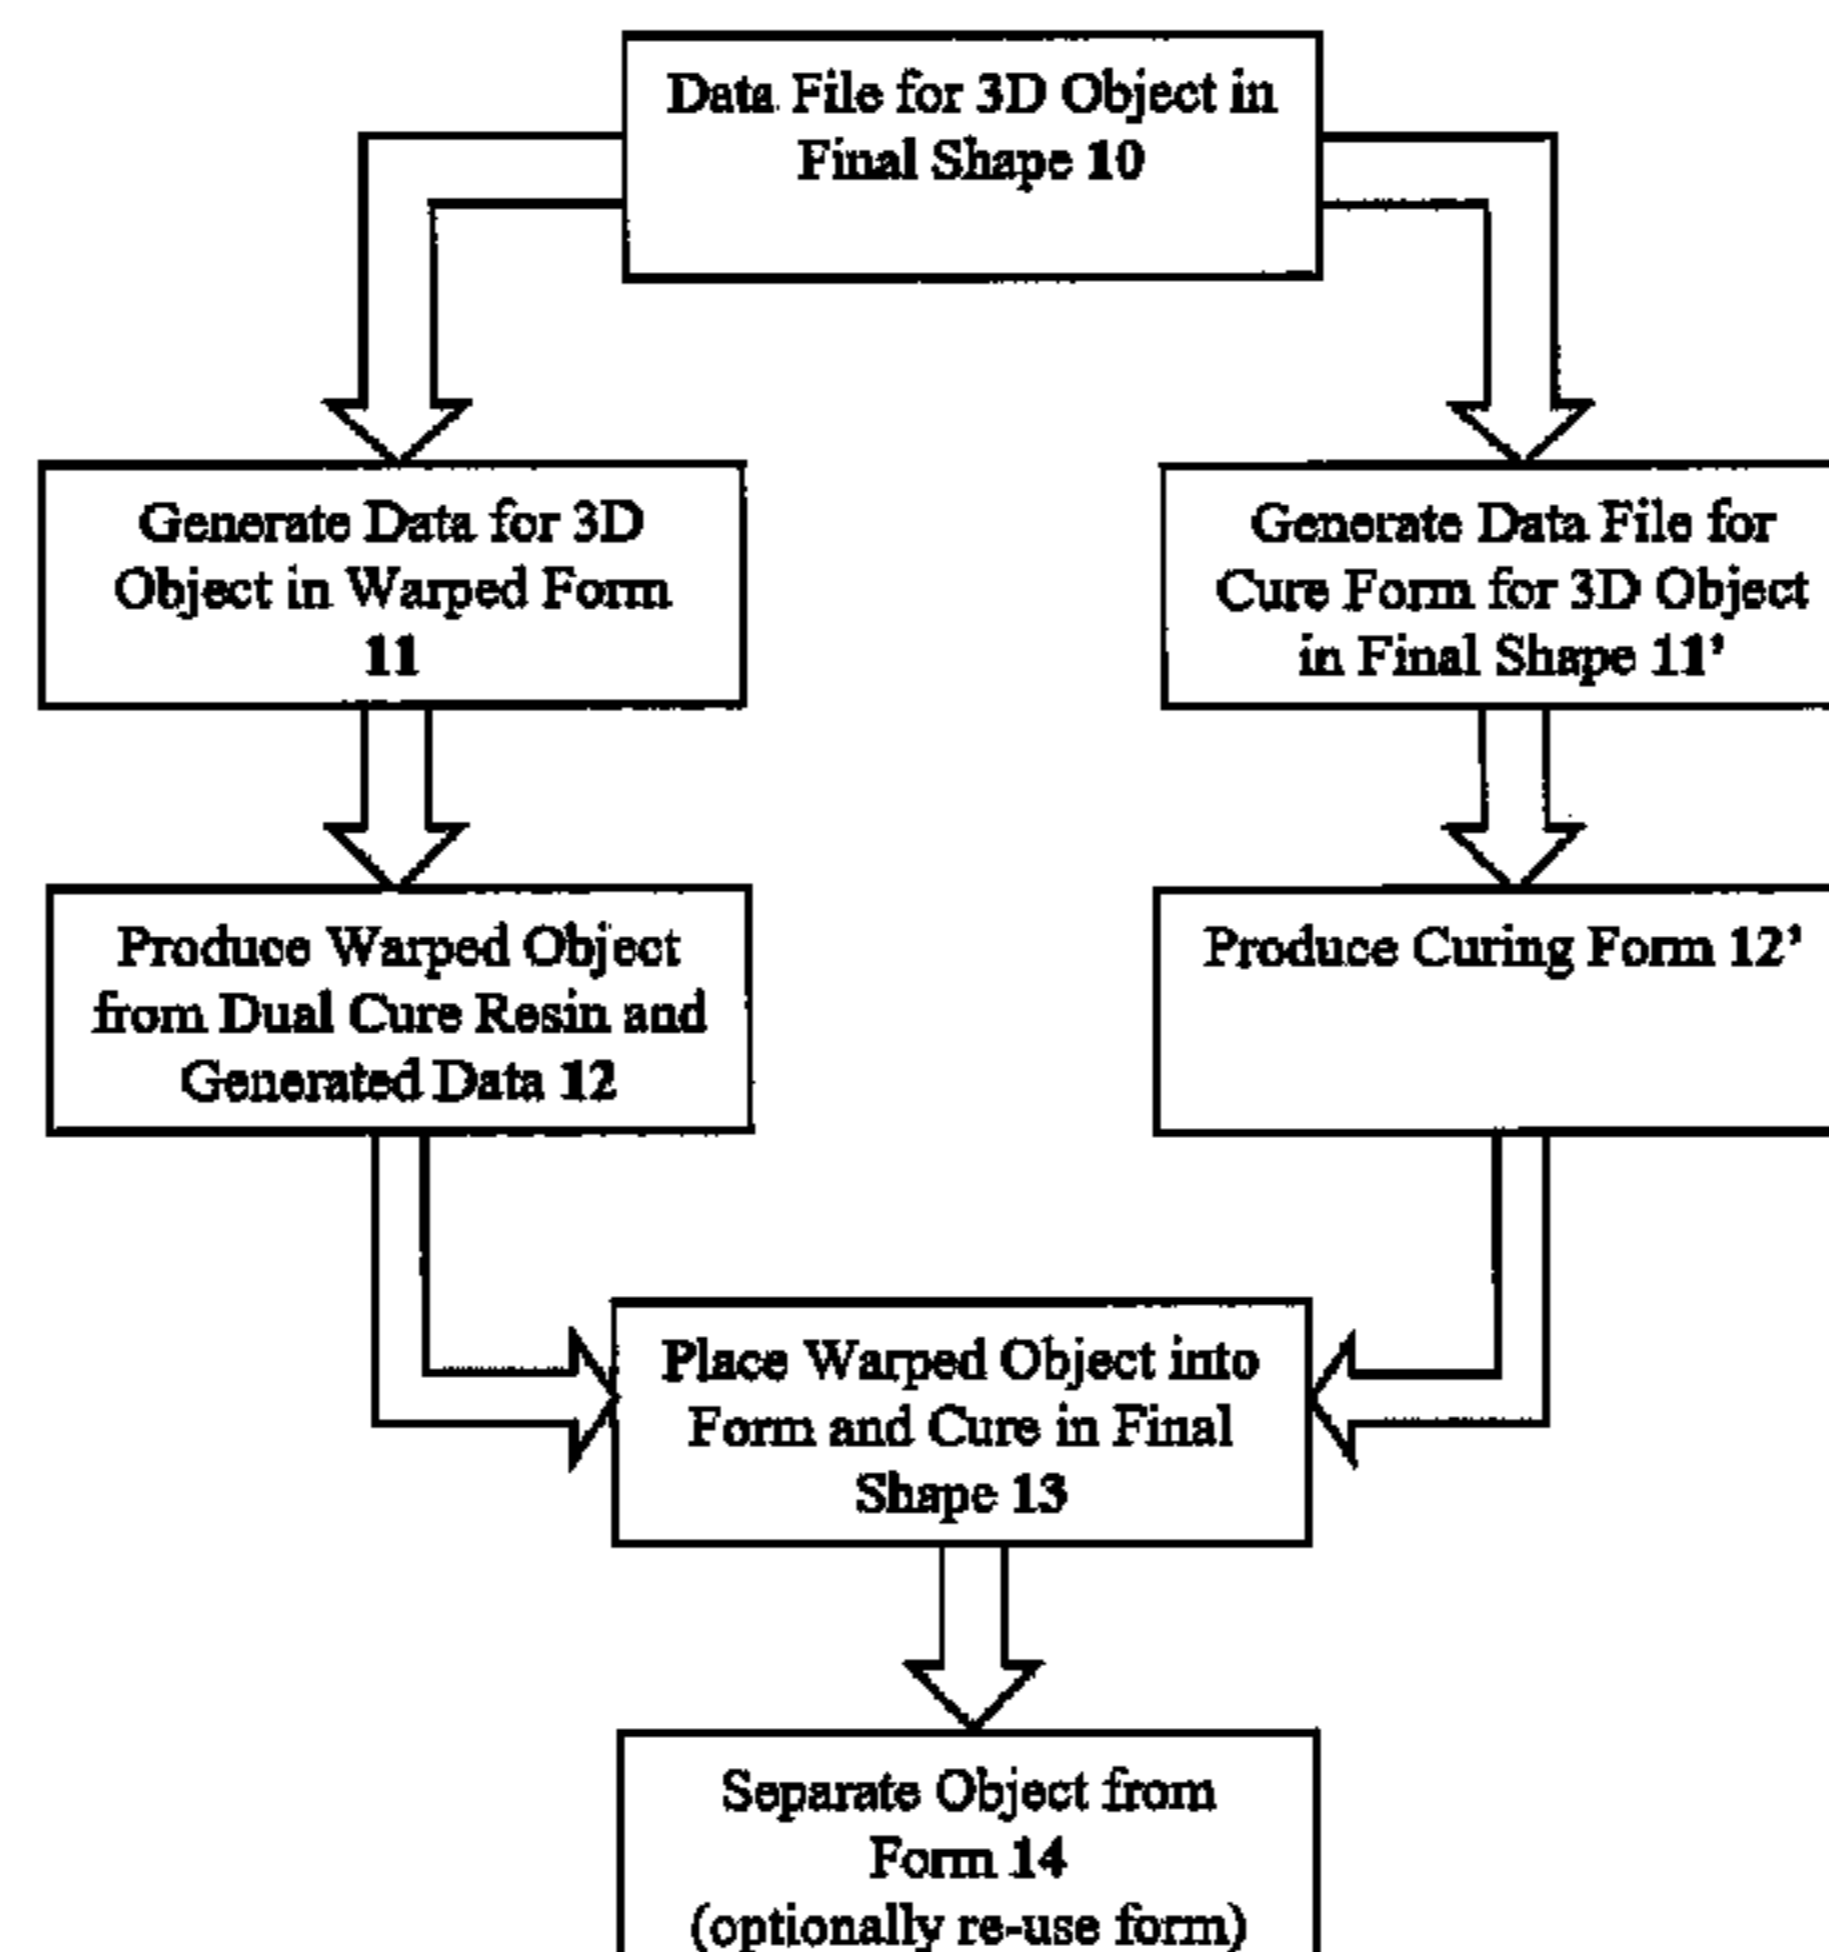 Data File for 3D Object in
Final Shape 10
Generate Data for 3D
Object in Warped Form
11
Generate Data File for
Cure Form for 3D Object
in Final Shape 11’
Produce Warped Object
from Dual Cure Resin and
Generated Data 12
Produce Curing Form 12’
Place Warped Object into
Form and Cure in Final
Shape 13
Separate Object from
Form 14
(optionally re-use form)